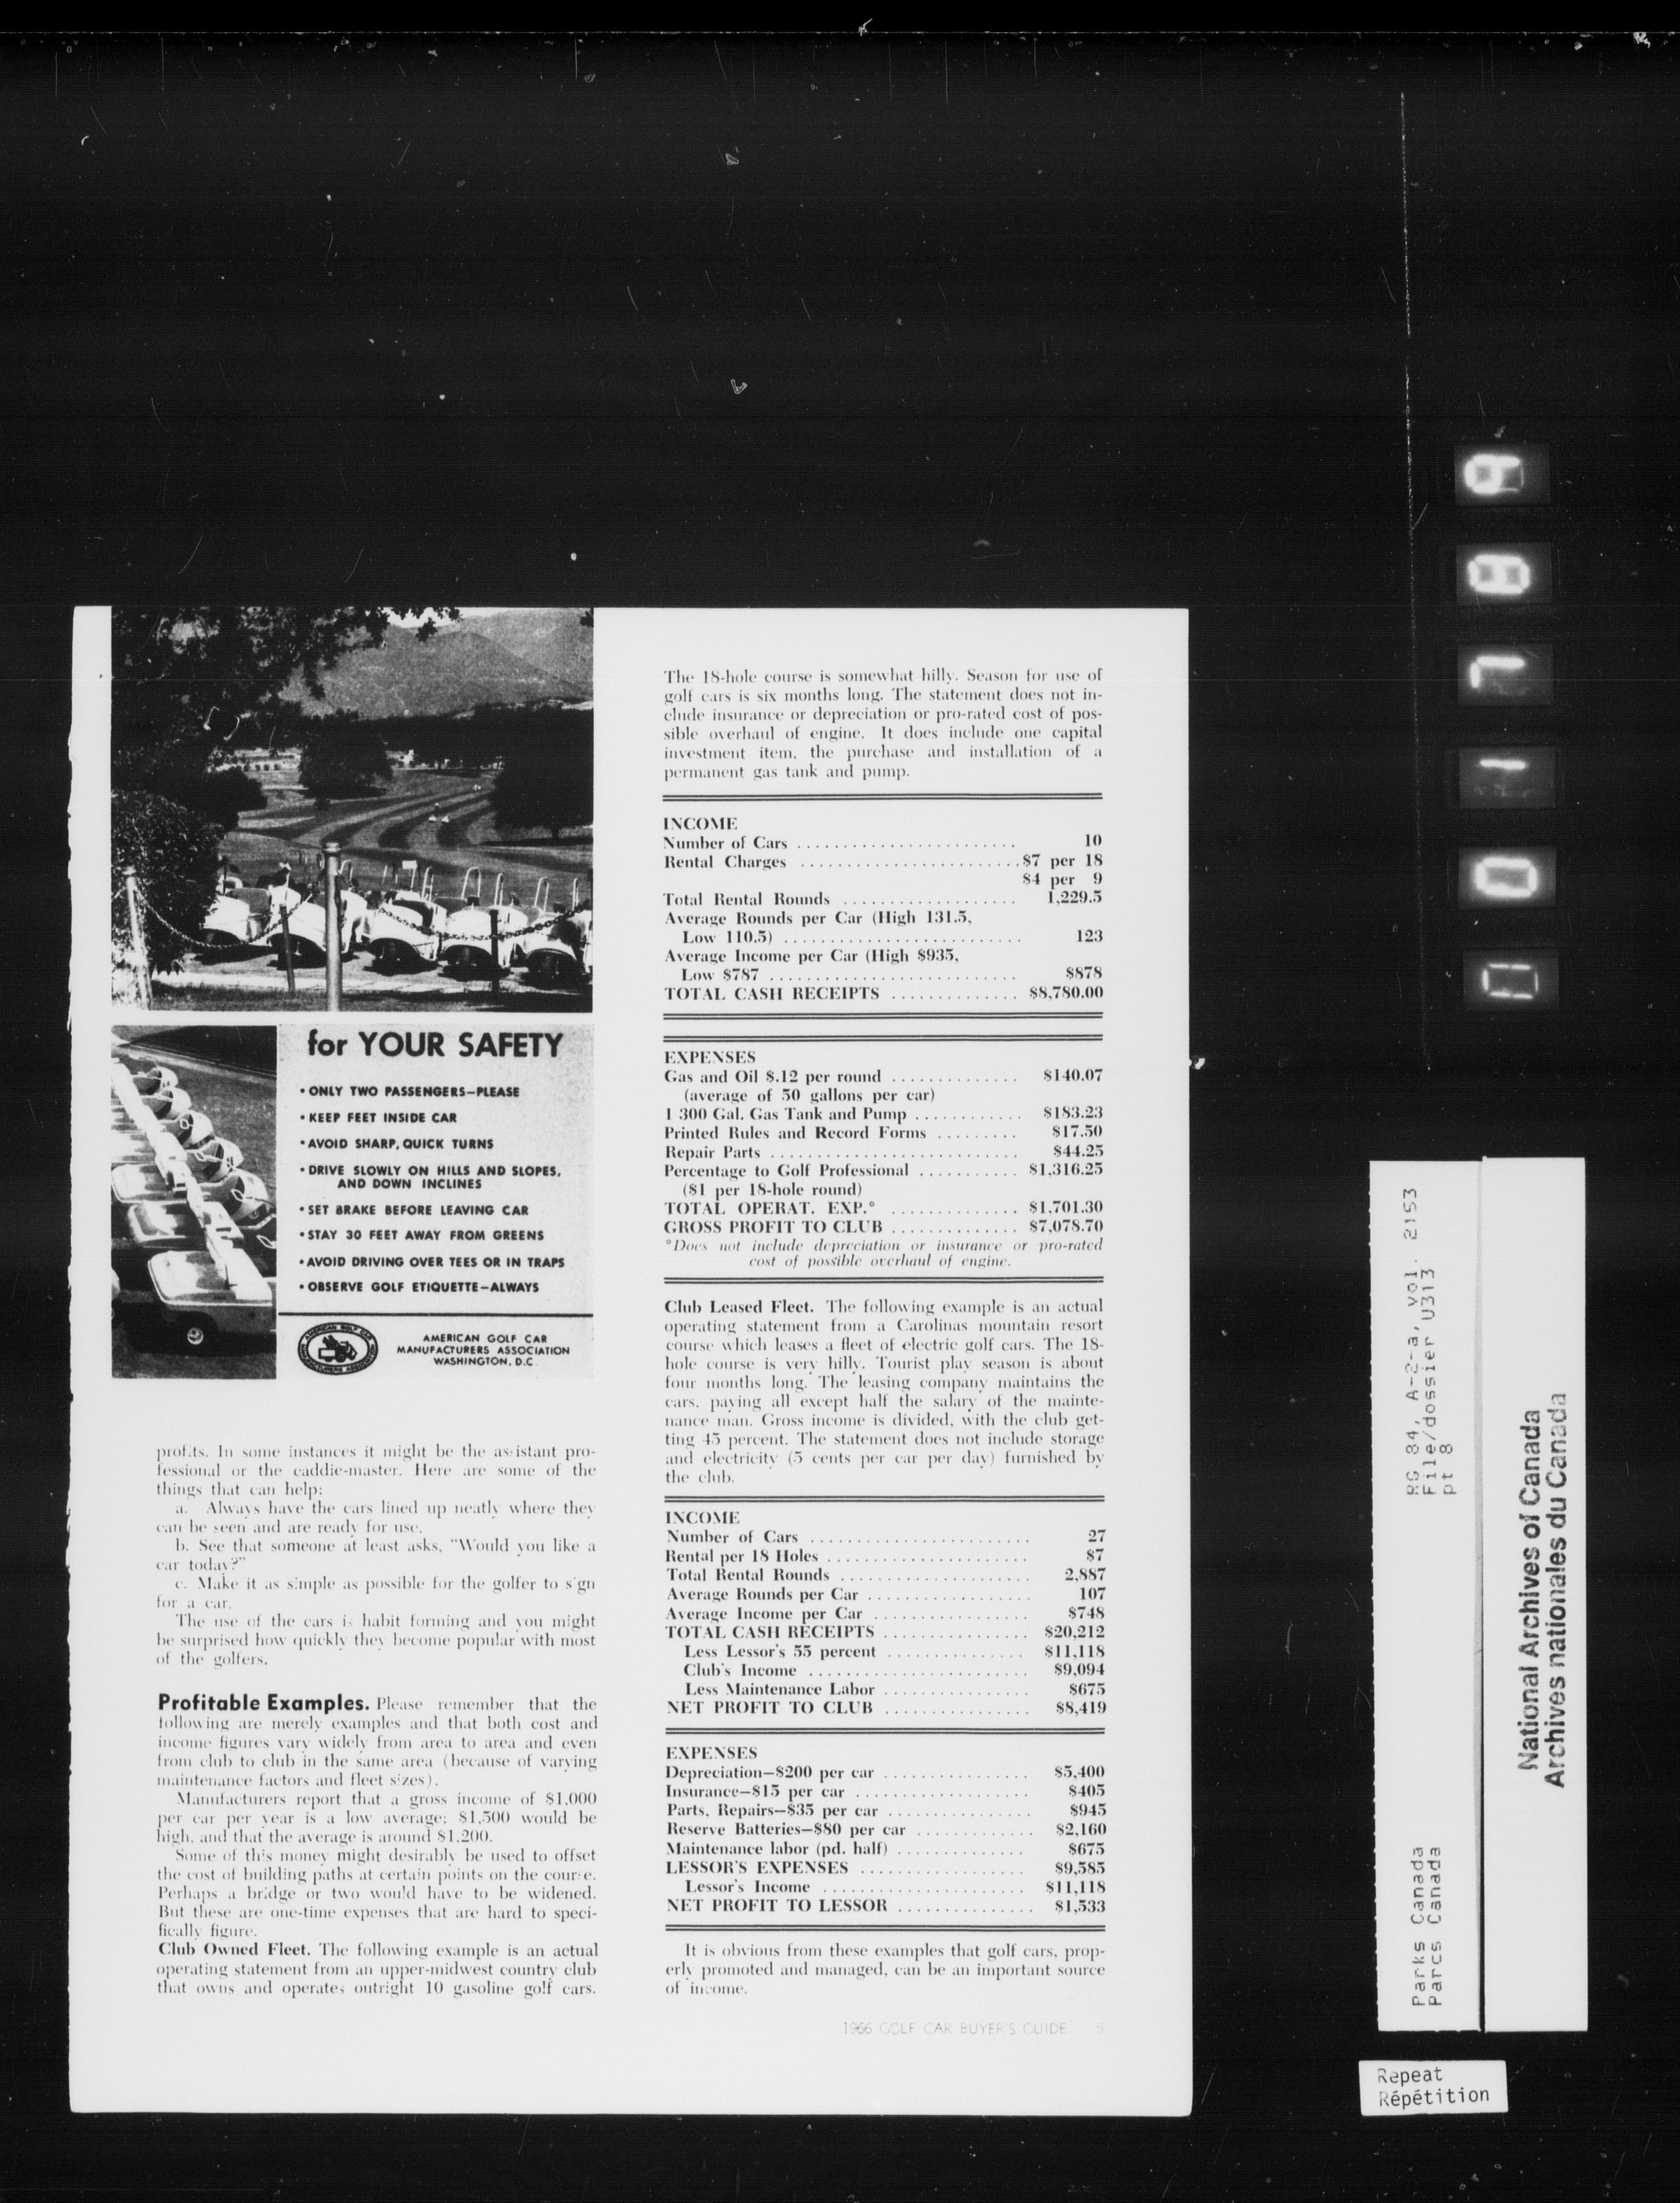 for YOUR SAFETY
• ONLY TWO PASSENGERS—PLEASE
• KEEP FEET INSIDE CAR
• AVOID SHARP, QUICK TURNS
• DRIVE SLOWLY ON HILLS AND SLOPES,
AND DOWN INCLINES
• SET BRAKE BEFORE LEAVING CAR
• STAY 30 FEET AWAY FROM GREENS
• AVOID DRIVING OVER TEES OR IN TRAPS
• OBSERVE GOLF ETIQUETTE—ALWAYS
AMERICAN GOLF CAR
MANUFACTURERS ASSOCIATION
AMERICAN GOLF CAR
MANUFACTURERS ASSOCIATION
WASHINGTON, D.C
profits. In some instances it might be the assistant pro-
fessional or the caddie-master. Here are some of the
things that can help:
a. Always have the cars lined up neatly where they
can be seen and are ready for use.
b. See that someone at least asks, "Would you like a
car today?"
c. Make it as simple as possible for the golfer to sign
for a car.
The use of the cars is habit forming and you might
be surprised how quickly they become popular with most
of the golfers.
Profitable Examples. Please remember that the
following are merely examples and that both cost and
income figures vary widely from area to area and even
from club to club in the same area (because of varying
maintenance factors and fleet sizes).
Manufacturers report that a gross income of $1,000
per car per year is a low average; $1,500 would be
high, and that the average is around $1,200.
Some of this money might desirably be used to offset
the cost of building paths at certain points on the course.
Perhaps a bridge or two would have to be widened.
But these are one-time expenses that are hard to speci-
fically figure.
Club Owned Fleet. The following example is an actual
operating statement from an upper-midwest country club
that owns and operates outright 10 gasoline golf cars.
The 18-hole course is somewhat hilly. Season for use of
golf cars is six months long. The statement does not in-
clude insurance or depreciation or pro-rated cost of pos-
sible overhaul of engine. It does include one capital
investment item, the purchase and installation of a
permanent gas tank and pump.
INCOME
Number of Cars ........................ 10
Rental Charges ........................ $7 per 18
$4 per 9
Total Rental Rounds ................... 1,229.5
Average Rounds per Car (High 131.5,
Low 110.5) .......................... 123
Average Income per Car (High $935,
Low $787 ........................... $878
TOTAL CASH RECEIPTS .............. $8,780.00
EXPENSES
Gas and Oil $.12 per round .............. $140.07
(average of 50 gallons per car)
1 300 Gal. Gas Tank and Pump ............ $183.23
Printed Rules and Record Forms ......... $17.50
Repair Parts ........................... $44.25
Percentage to Golf Professional ........... $1,316.25
($1 per 18-hole round)
TOTAL OPERAT. EXP.* .............. $1,701.30
GROSS PROFIT TO CLUB .............. $7,078.70
*Does not include depreciation or insurance or pro-rated
cost of possible overhaul of engine.
Club Leased Fleet. The following example is an actual
operating statement from a Carolinas mountain resort
course which leases a fleet of electric golf cars. The 18-
hole course is very hilly. Tourist play season is about
four months long. The leasing company maintains the
cars, paying all except half the salary of the mainte-
nance man. Gross income is divided, with the club get-
ting 45 percent. The statement does not include storage
and electricity (5 cents per car per day) furnished by
the club.
INCOME
Number of Cars ........................ 27
Rental per 18 Holes ...................... $7
Total Rental Rounds ..................... 2,887
Average Rounds per Car .................. 107
Average Income per Car ................. $748
TOTAL CASH RECEIPTS ................ $20,212
Less Lessor's 55 percent ............... $11,118
Club's Income ........................ $9,094
Less Maintenance Labor ................ $675
NET PROFIT TO CLUB ................ $8,419
EXPENSES
Depreciation—$200 per car ................ $5,400
Insurance—$15 per car ................... $405
Parts, Repairs—$35 per car ................ $945
Reserve Batteries—$80 per car ............. $2,160
Maintenance labor (pd. half) .............. $675
LESSOR'S EXPENSES .................. $9,585
Lessor's Income ...................... $11,118
NET PROFIT TO LESSOR ............... $1,533
It is obvious from these examples that golf cars, prop-
erly promoted and managed, can be an important source
of income.
1966 GOLF CAR BUYER'S GUIDE 5
RG 84, A-2-a, vol. 2153
File/dossier U313
pt 8
Parks Canada
Parcs Canada
National Archives of Canada
Archives nationales du Canada
Repeat
Répétition